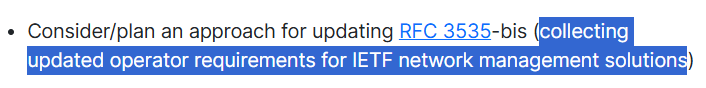 • Consider/plan an approach for updating RFC 3535-bis (collecting
updated operator requirements for IETF network management solutions)